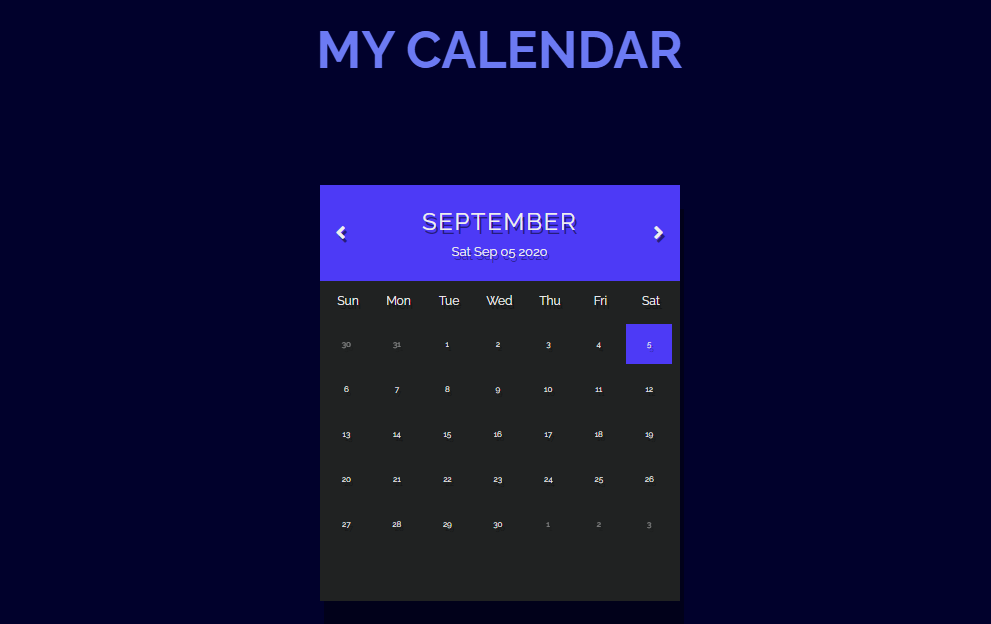 MY CALENDAR
SEPTEMBER
Sat Sep 05 2020
Sun Mon Tue Wed Thu Fri Sat
30 31 1 2 3 4 5
6 7 8 9 10 11 12
13 14 15 16 17 18 19
20 21 22 23 24 25 26
27 28 29 30 1 2 3